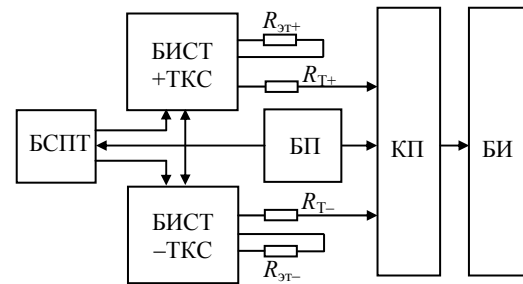 БИСТ
+ТКС
Rэт+
RТ+
БСПТ
БП
КП
БИ
БИСТ
–ТКС
RТ–
Rэт–